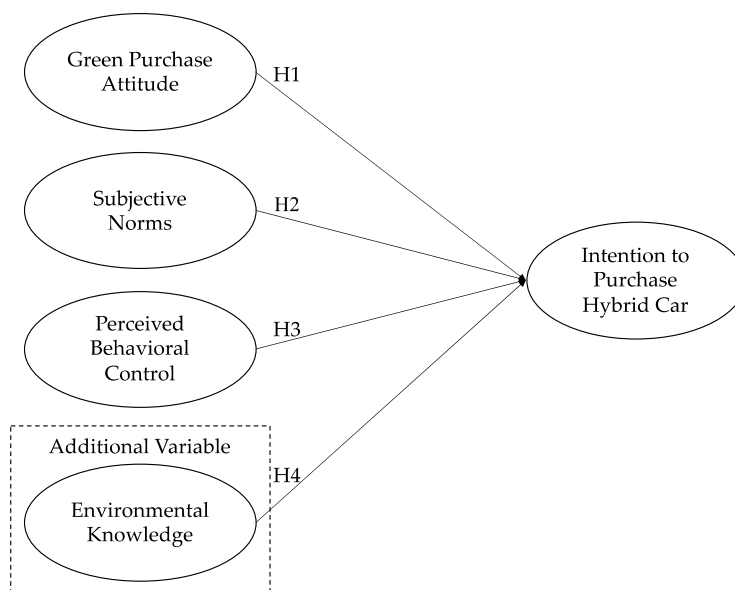 Green Purchase
Attitude
H1
Subjective
Norms
H2
Perceived
Behavioral
Control
H3
Additional Variable
Environmental
Knowledge
H4
Intention to
Purchase
Hybrid Car